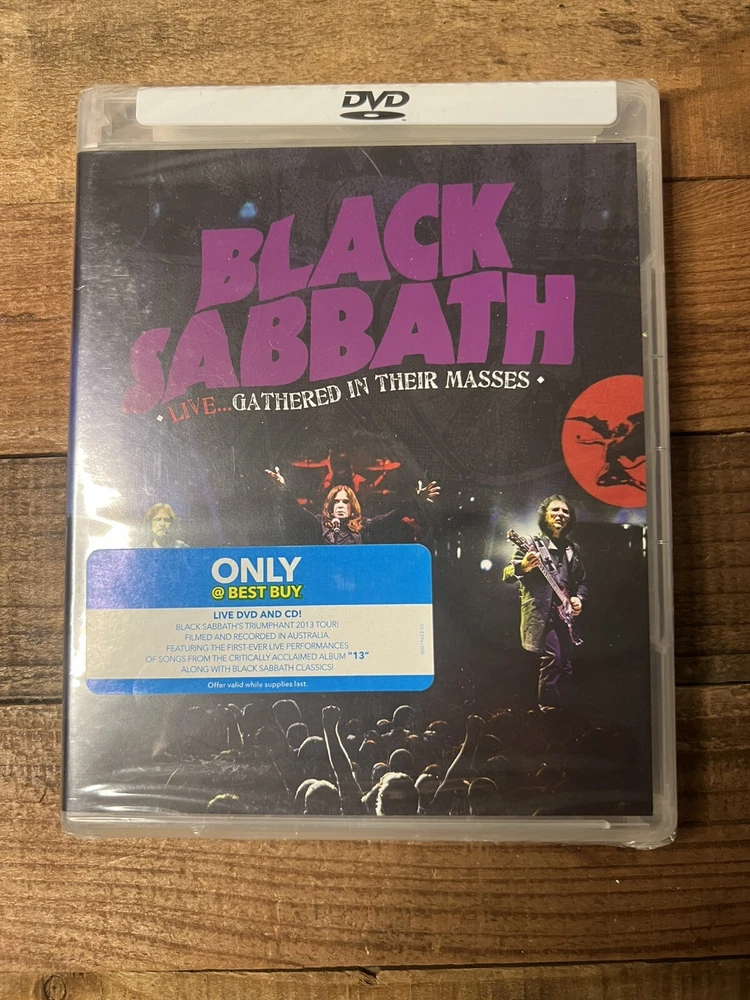 DVD
BLACK
SABBATH
• LIVE...GATHERED IN THEIR MASSES •
ONLY
@ BEST BUY
LIVE DVD AND CD!
BLACK SABBATH'S TRIUMPHANT 2013 TOUR!
FILMED AND RECORDED IN AUSTRALIA
FEATURING THE FIRST-EVER LIVE PERFORMANCES
OF SONGS FROM THE CRITICALLY ACCLAIMED ALBUM "13"
ALONG WITH BLACK SABBATH CLASSICS!
Offer valid while supplies last.